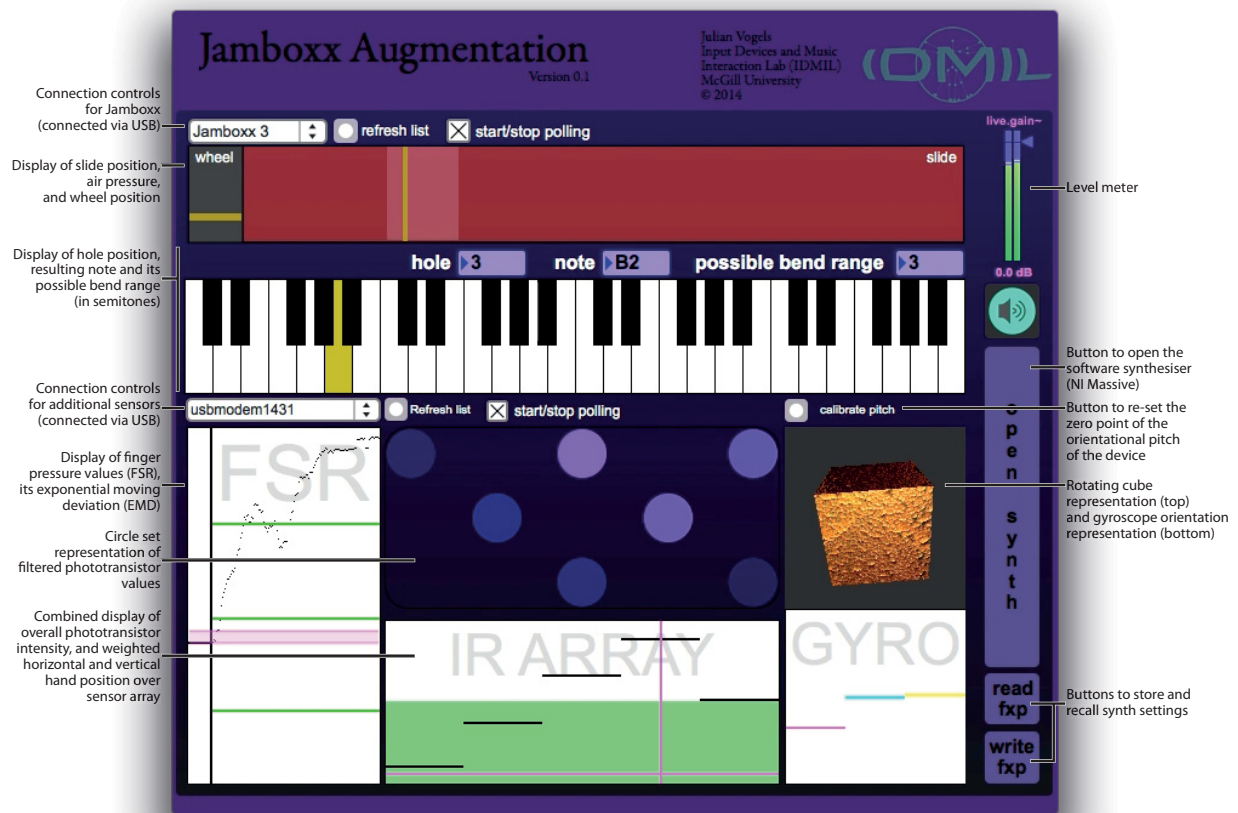 Jamboxx Augmentation
Version 0.1
Julian Vogels
Input Devices and Music
Interaction Lab (IDMIL)
McGill University
© 2014
IDMIL
Connection controls
for Jamboxx
(connected via USB)
Jamboxx 3
refresh list
start/stop polling
live.gain~
Display of slide position,
air pressure,
and wheel position
wheel
slide
Level meter
Display of hole position,
resulting note and its
possible bend range
(in semitones)
hole 3
note B2
possible bend range 3
0.0 dB
Button to open the
software synthesiser
(NI Massive)
Connection controls
for additional sensors
(connected via USB)
usbmodem1431
Refresh list
start/stop polling
calibrate pitch
Button to re-set the
zero point of the
orientational pitch
of the device
open synth
Display of finger
pressure values (FSR),
its exponential moving
deviation (EMD)
FSR
Rotating cube
representation (top)
and gyroscope orientation
representation (bottom)
Circle set
representation of
filtered phototransistor
values
Combined display of
overall phototransistor
intensity, and weighted
horizontal and vertical
hand position over
sensor array
IR ARRAY
GYRO
read
fxp
write
fxp
Buttons to store and
recall synth settings